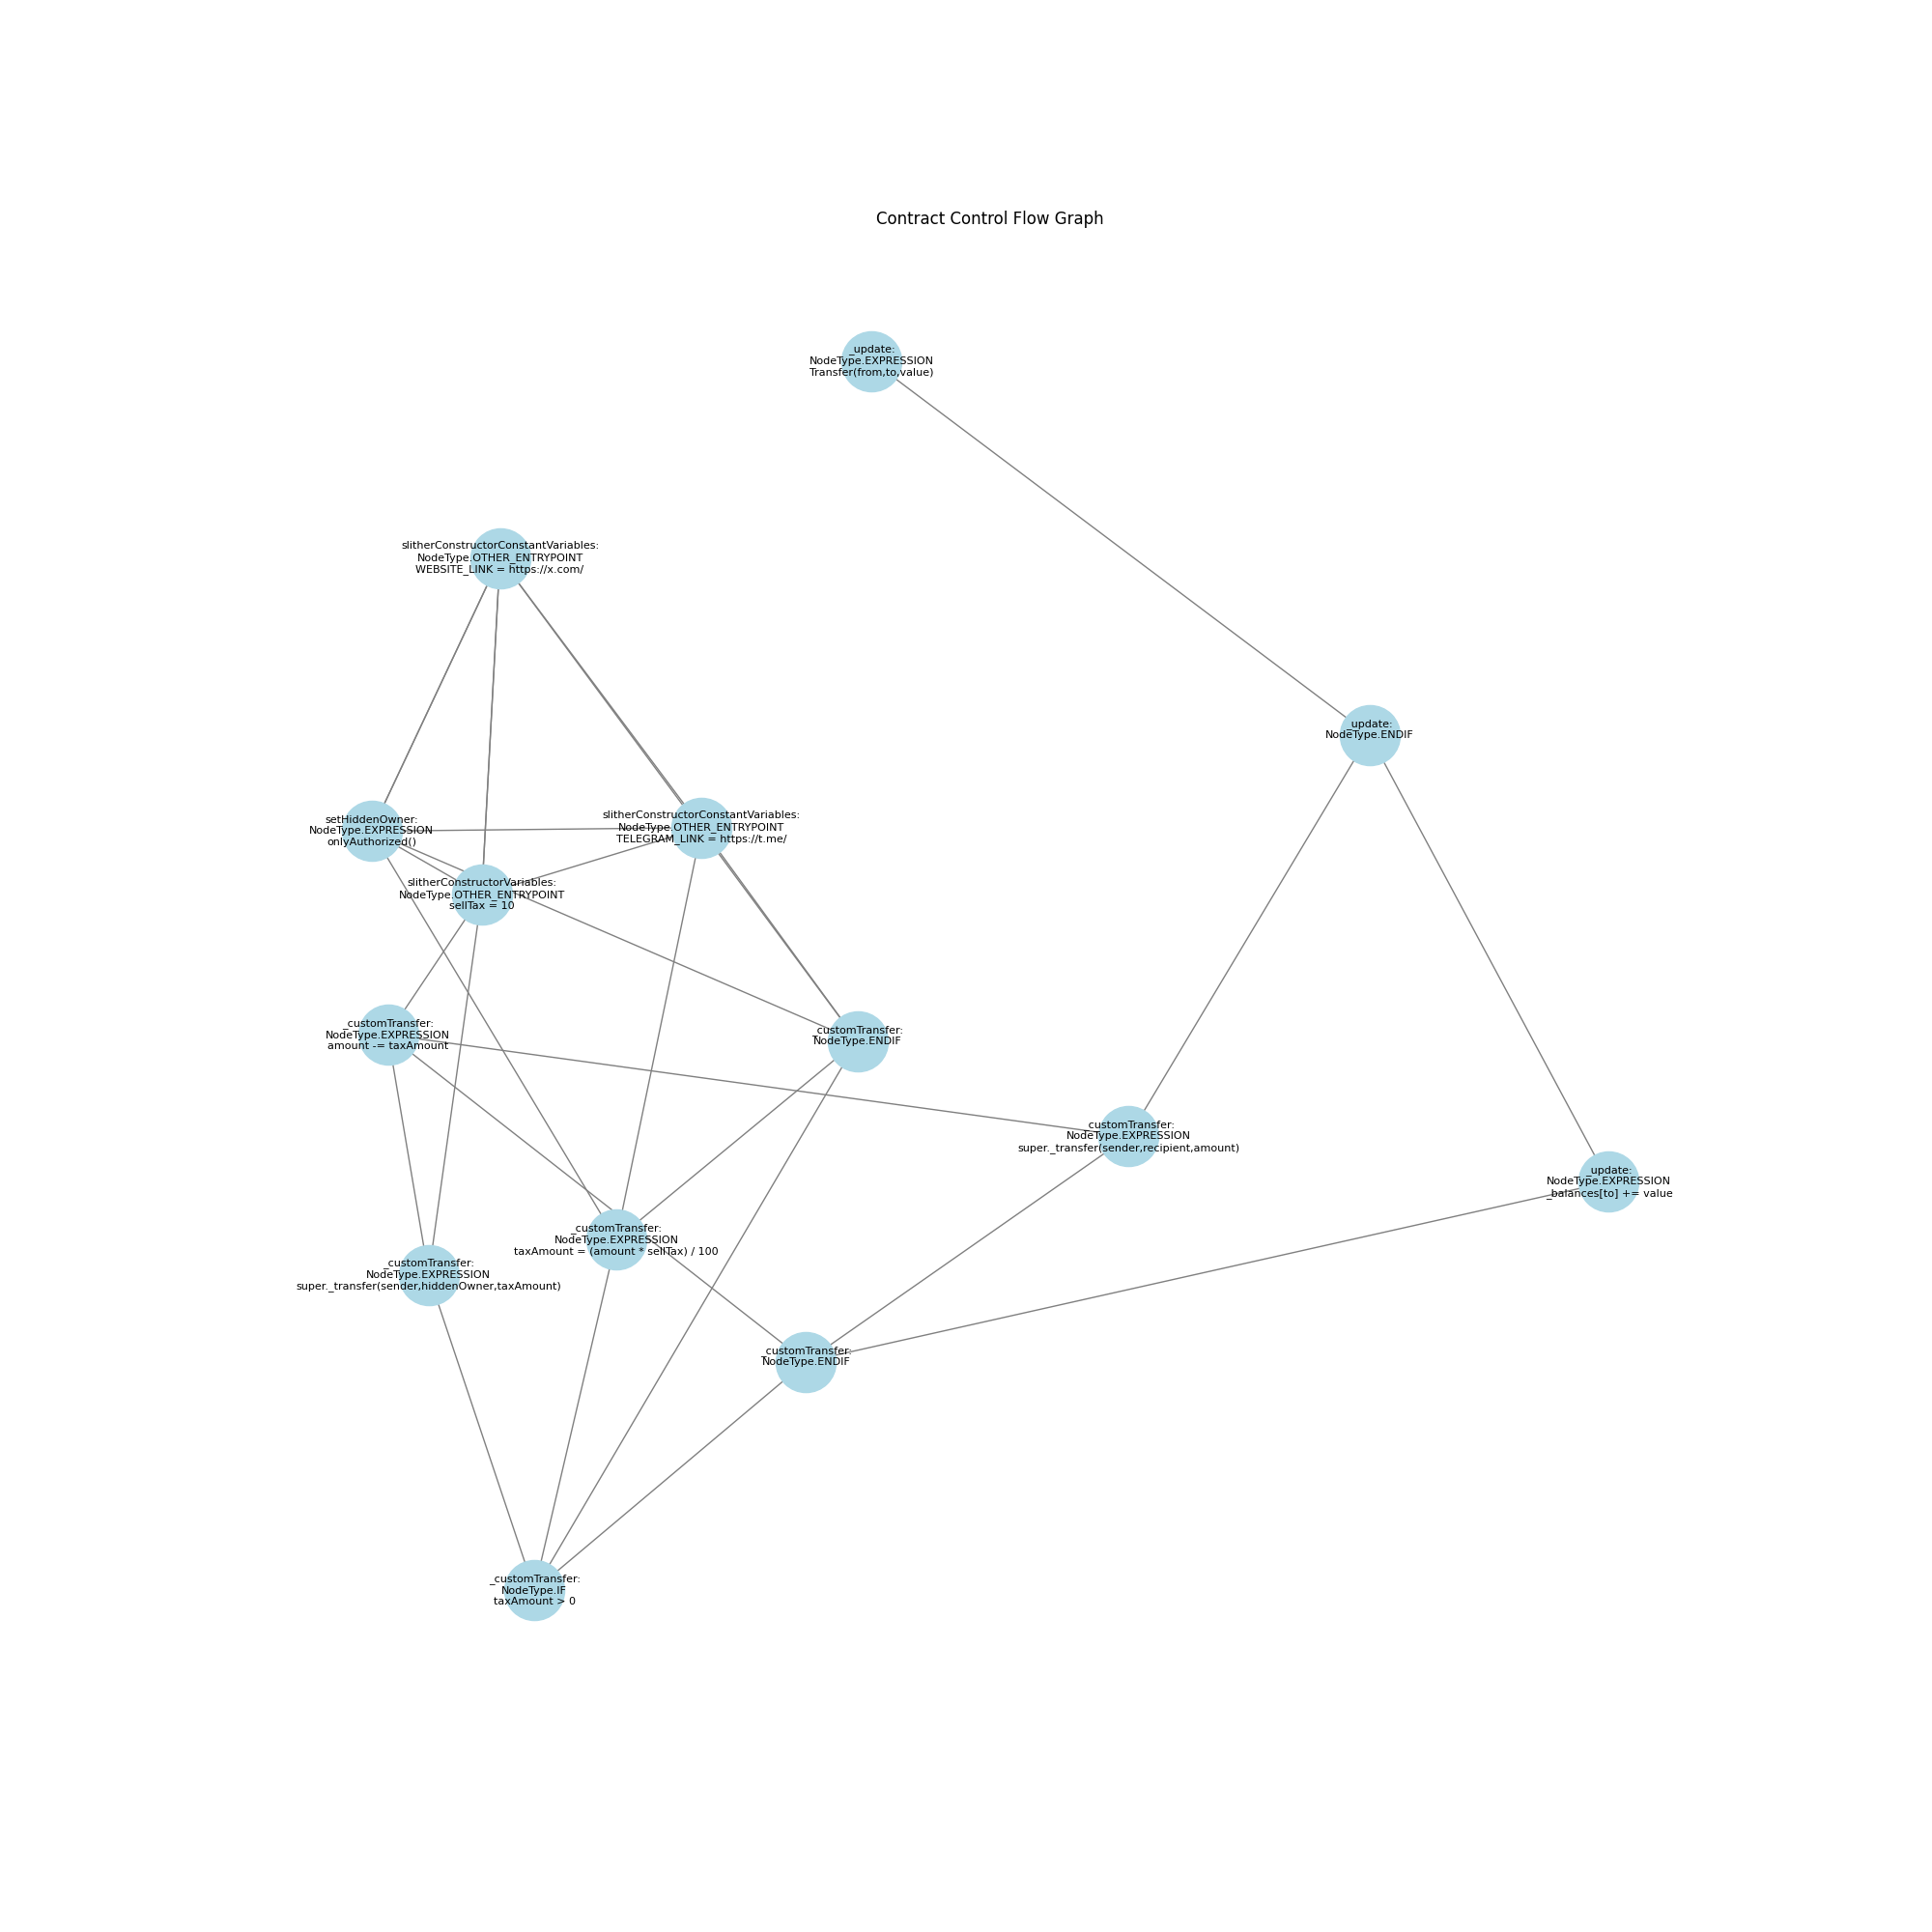 Contract Control Flow Graph
_update:
NodeType.EXPRESSION
Transfer(from,to,value)
slitherConstructorConstantVariables:
NodeType.OTHER_ENTRYPOINT
WEBSITE_LINK = https://x.com/
_update:
NodeType.ENDIF
setHiddenOwner:
NodeType.EXPRESSION
onlyAuthorized()
slitherConstructorConstantVariables:
NodeType.OTHER_ENTRYPOINT
TELEGRAM_LINK = https://t.me/
slitherConstructorVariables:
NodeType.OTHER_ENTRYPOINT
sellTax = 10
_customTransfer:
NodeType.EXPRESSION
amount -= taxAmount
_customTransfer:
NodeType.ENDIF
_customTransfer:
NodeType.EXPRESSION
super._transfer(sender,recipient,amount)
_update:
NodeType.EXPRESSION
_balances[to] += value
_customTransfer:
NodeType.EXPRESSION
taxAmount = (amount * sellTax) / 100
_customTransfer:
NodeType.EXPRESSION
super._transfer(sender,hiddenOwner,taxAmount)
_customTransfer:
NodeType.ENDIF
_customTransfer:
NodeType.IF
taxAmount > 0